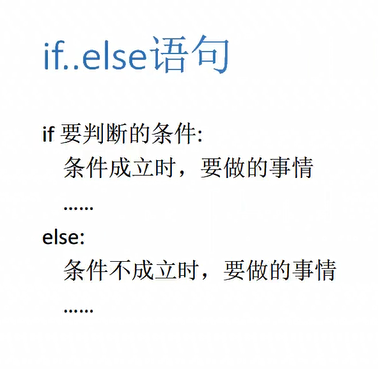 if..else语句
if 要判断的条件:
条件成立时，要做的事情
……
else:
条件不成立时，要做的事情
……